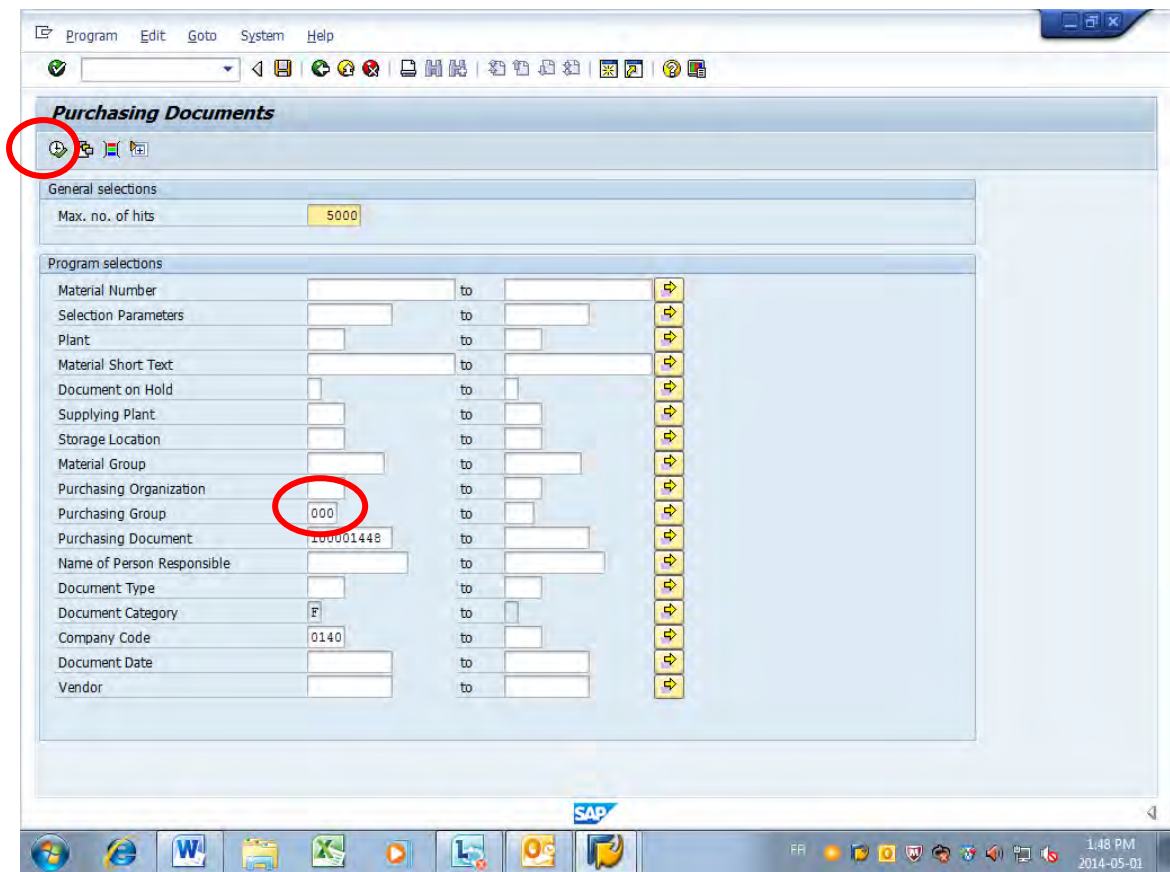 Program Edit Goto System Help
Purchasing Documents
General selections
Max. no. of hits 5000
Program selections
Material Number to
Selection Parameters to
Plant to
Material Short Text to
Document on Hold to
Supplying Plant to
Storage Location to
Material Group to
Purchasing Organization to
Purchasing Group 000 to
Purchasing Document 100001448 to
Name of Person Responsible to
Document Type to
Document Category F to
Company Code 0140 to
Document Date to
Vendor to
SAP
FR 1:48 PM
2014-05-01